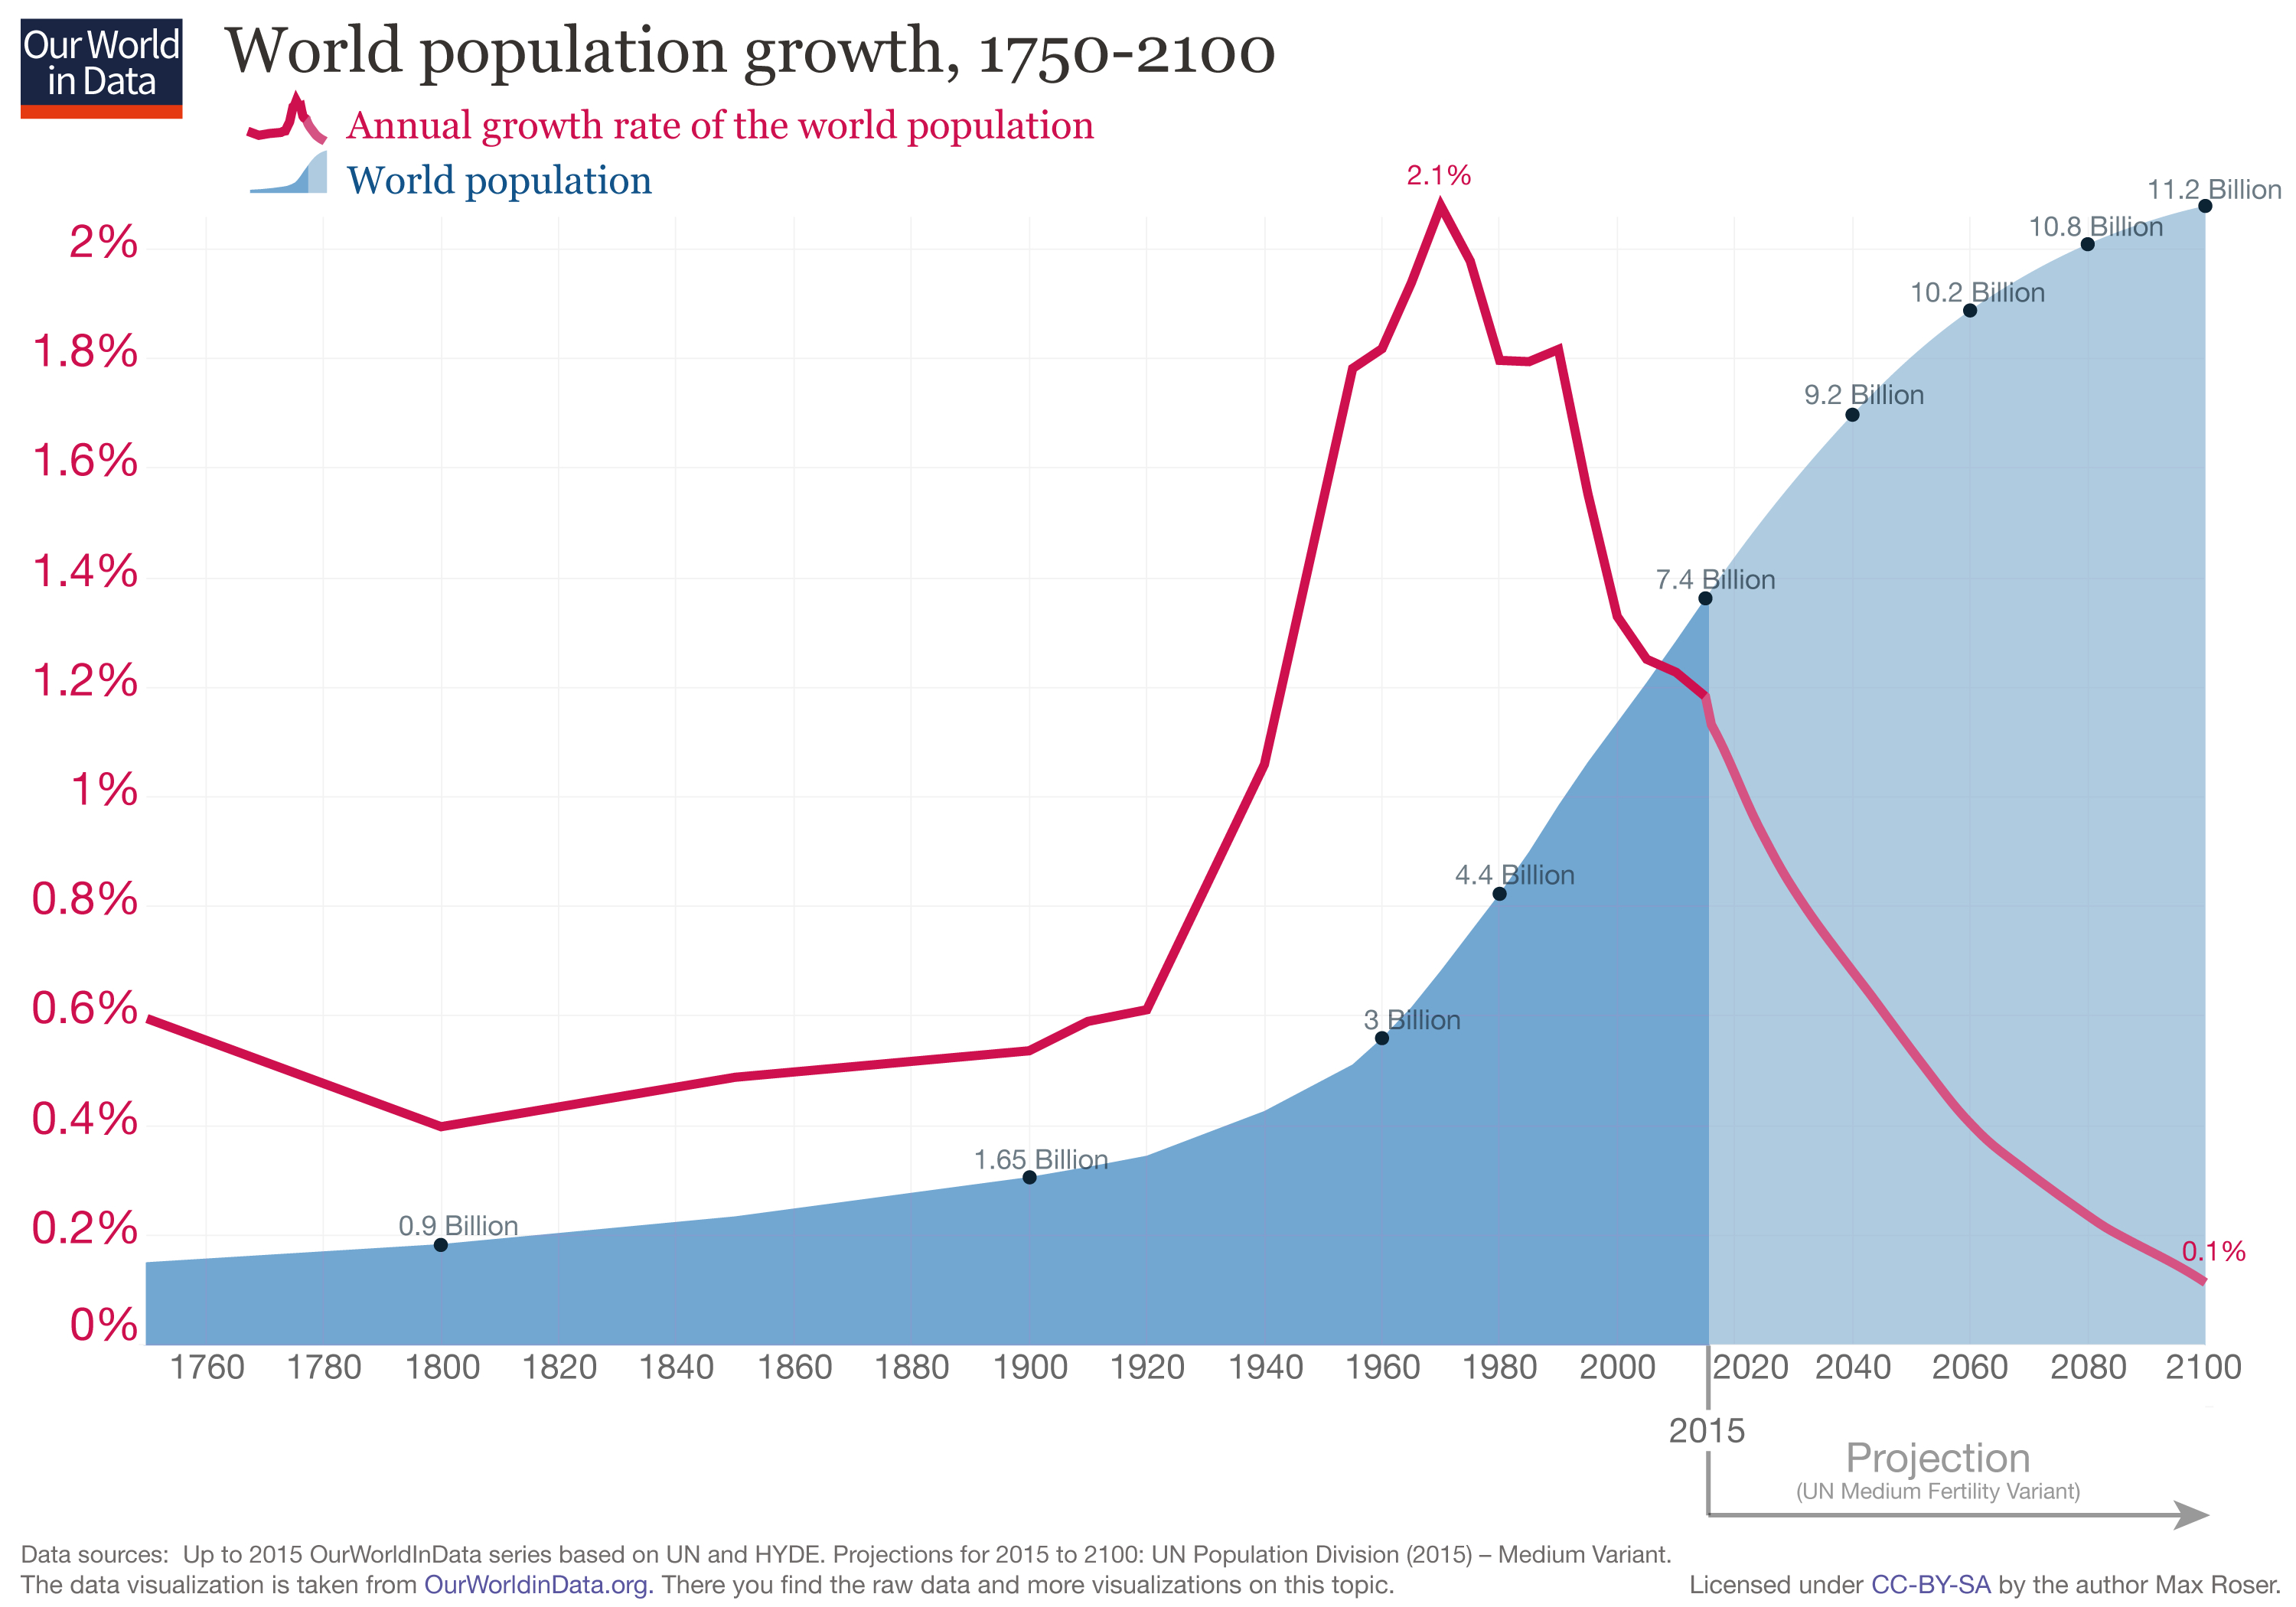 Our World
in Data
World population growth, 1750-2100
Annual growth rate of the world population
World population
2.1%
11.2 Billion
10.8 Billion
2%
10.2 Billion
1.8%
9.2 Billion
1.6%
1.4%
7.4 Billion
1.2%
1%
0.8%
4.4 Billion
0.6%
3 Billion
0.4%
1.65 Billion
0.2%
0.9 Billion
0.1%
0%
1760 1780 1800 1820 1840 1860 1880 1900 1920 1940 1960 1980 2000 2020 2040 2060 2080 2100
2015
Projection
(UN Medium Fertility Variant)
Data sources: Up to 2015 OurWorldInData series based on UN and HYDE. Projections for 2015 to 2100: UN Population Division (2015) – Medium Variant.
The data visualization is taken from OurWorldinData.org. There you find the raw data and more visualizations on this topic.
Licensed under CC-BY-SA by the author Max Roser.